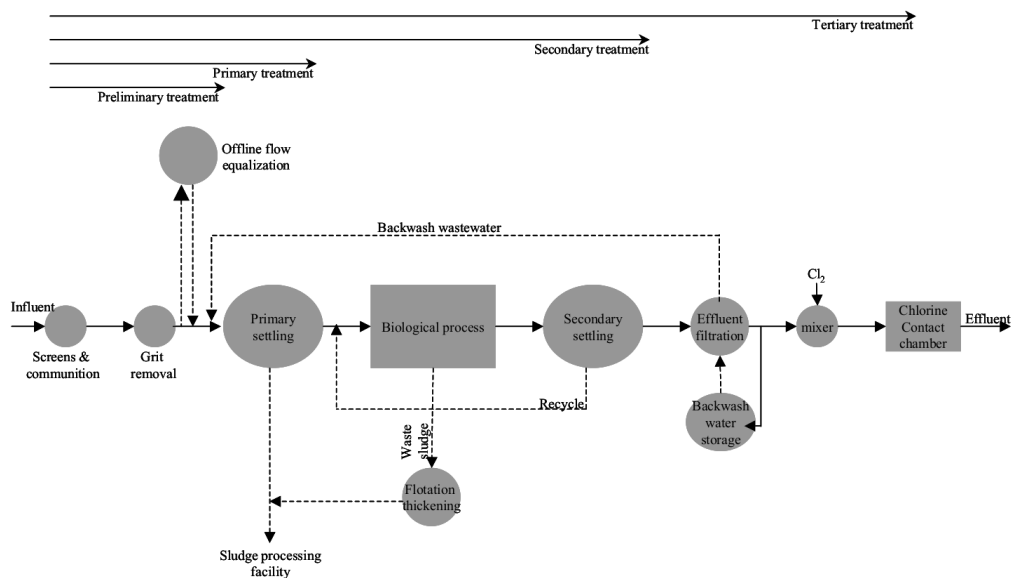 Tertiary treatment
Secondary treatment
Primary treatment
Preliminary treatment
Offline flow
equalization
Backwash wastewater
Influent
Screens &
communition
Grit
removal
Primary
settling
Biological process
Secondary
settling
Effluent
filtration
Cl2
mixer
Chlorine
Contact
chamber
Effluent
Recycle
Backwash
water
storage
Waste
sludge
Flotation
thickening
Sludge processing
facility